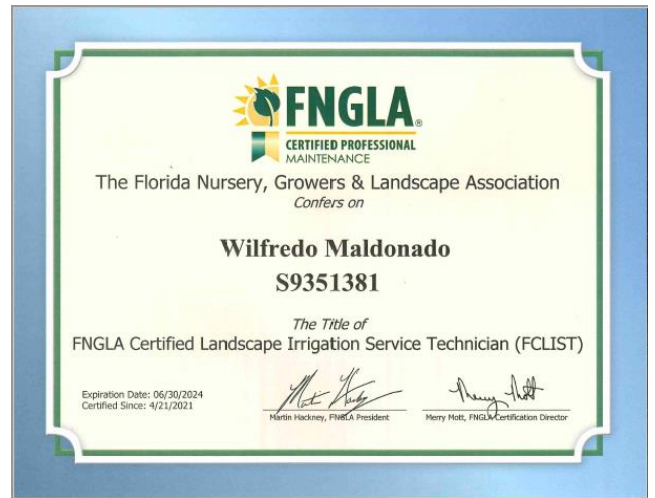 FNGLA®
CERTIFIED PROFESSIONAL
MAINTENANCE
The Florida Nursery, Growers & Landscape Association
Confers on
Wilfredo Maldonado
S9351381
The Title of
FNGLA Certified Landscape Irrigation Service Technician (FCLIST)
Expiration Date: 06/30/2024
Certified Since: 4/21/2021
Martin Hackney, FNGLA President
Merry Mott, FNGLA Certification Director